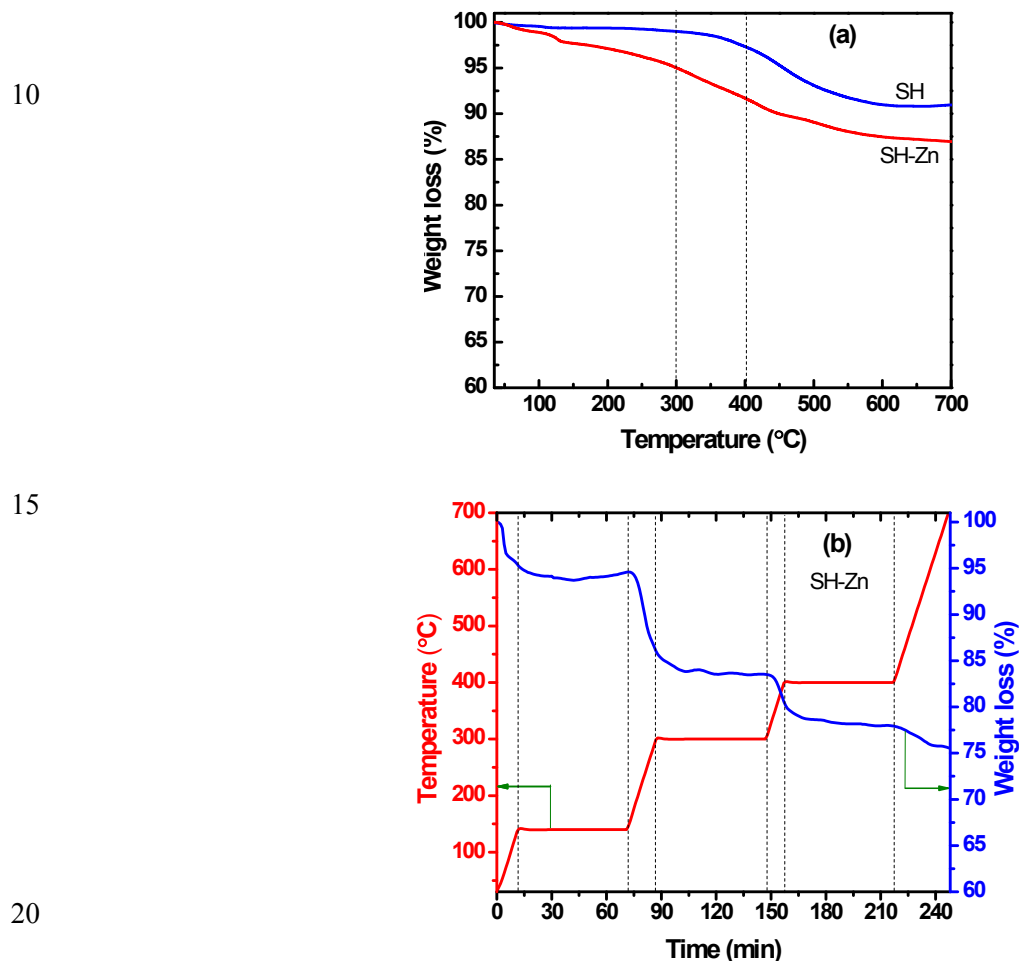 100
(a)
10
95
SH
90
SH-Zn
85
80
75
70
65
60
Weight loss (%)
100 200 300 400 500 600 700
Temperature (°C)
15
700
100
(b)
SH-Zn
600
95
500
90
400
85
300
80
200
75
100
70
65
60
Temperature (°C)
Weight loss (%)
0 30 60 90 120 150 180 210 240
20
Time (min)